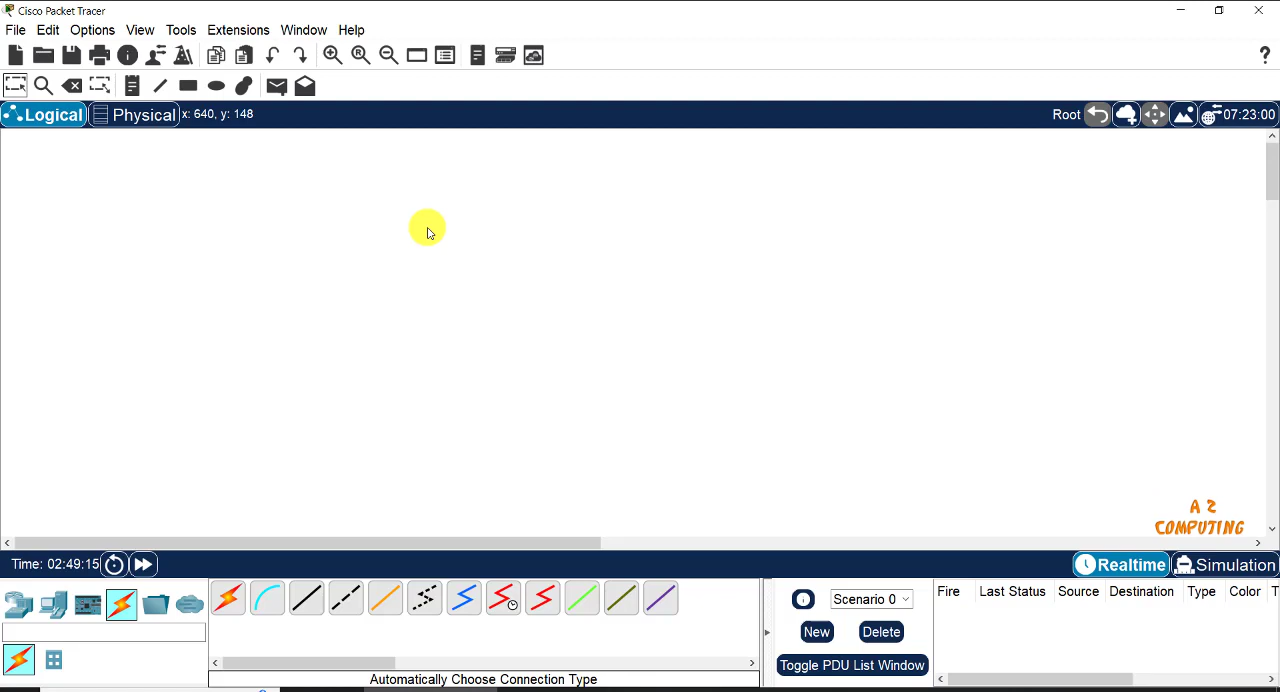 Cisco Packet Tracer
File Edit Options View Tools Extensions Window Help
?
Logical Physical x: 640, y: 148 Root 07:23:00
A Z
COMPUTING
Time: 02:49:15 Realtime Simulation
Scenario 0 Fire Last Status Source Destination Type Color T
New Delete
Toggle PDU List Window
Automatically Choose Connection Type